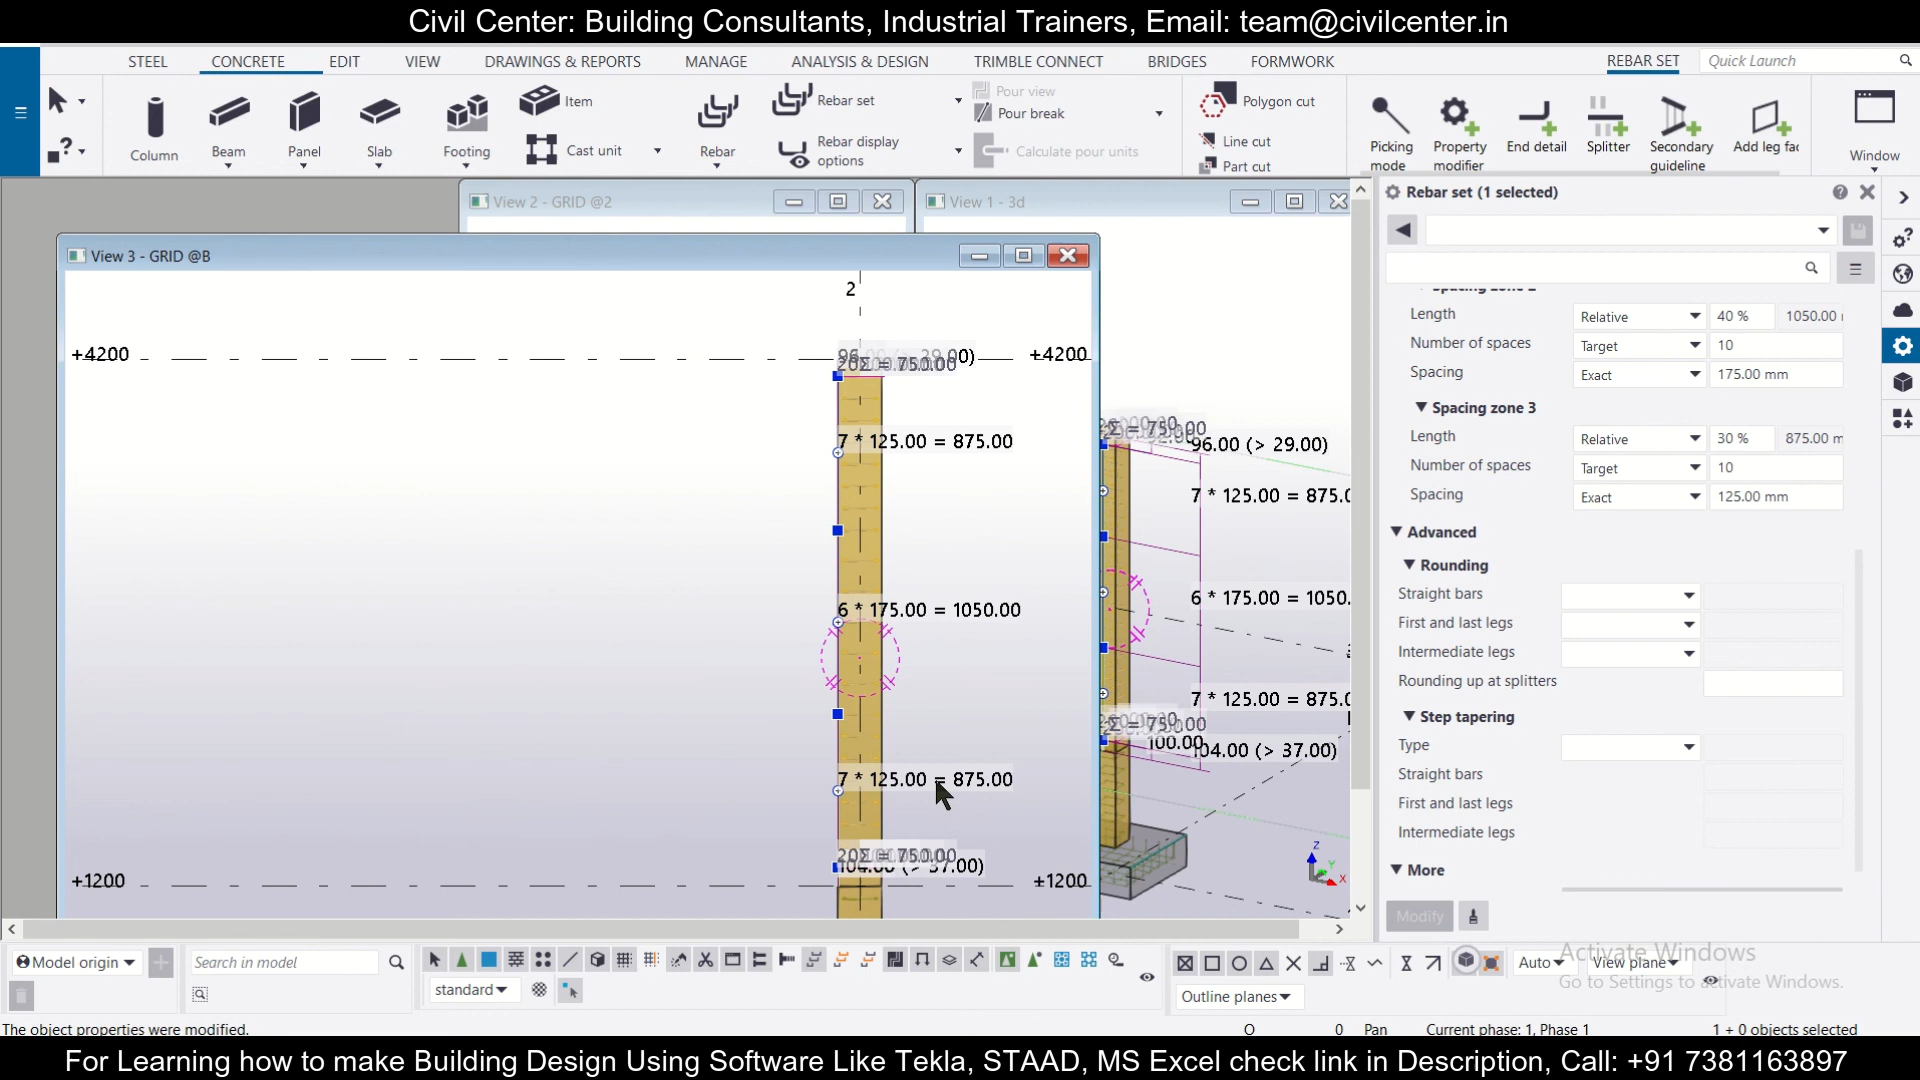 Civil Center: Building Consultants, Industrial Trainers, Email: team@civilcenter.in
STEEL CONCRETE EDIT VIEW DRAWINGS & REPORTS MANAGE ANALYSIS & DESIGN TRIMBLE CONNECT BRIDGES FORMWORK REBAR SET Quick Launch
Column
Beam
Panel
Slab
Footing
Item
Cast unit
Rebar
Rebar set
Rebar display
options
Pour view
Pour break
Calculate pour units
Polygon cut
Line cut
Part cut
Picking
mode
Property
modifier
End detail
Splitter
Secondary
guideline
Add leg fac
Window
View 2 - GRID @2
View 1 - 3d
View 3 - GRID @B
2
+4200
+4200
= 750.00
7 * 125.00 = 875.00
6 * 175.00 = 1050.00
7 * 125.00 = 875.00
= 750.00
+1200
+1200
Σ = 750.00
96.00 (> 29.00)
7 * 125.00 = 875.0
6 * 175.00 = 1050.
7 * 125.00 = 875.0
Σ = 750.00
100.00
104.00 (> 37.00)
Z
Y
X
Rebar set (1 selected)
Length Relative 40 % 1050.00
Number of spaces Target 10
Spacing Exact 175.00 mm
Spacing zone 3
Length Relative 30 % 875.00 m
Number of spaces Target 10
Spacing Exact 125.00 mm
Advanced
Rounding
Straight bars
First and last legs
Intermediate legs
Rounding up at splitters
Step tapering
Type
Straight bars
First and last legs
Intermediate legs
More
Modify
Model origin
Search in model
standard
Auto
View plane
Outline planes
Activate Windows
Go to Settings to activate Windows.
The object properties were modified.
O 0 Pan Current phase: 1, Phase 1 1 + 0 objects selected
For Learning how to make Building Design Using Software Like Tekla, STAAD, MS Excel check link in Description, Call: +91 7381163897